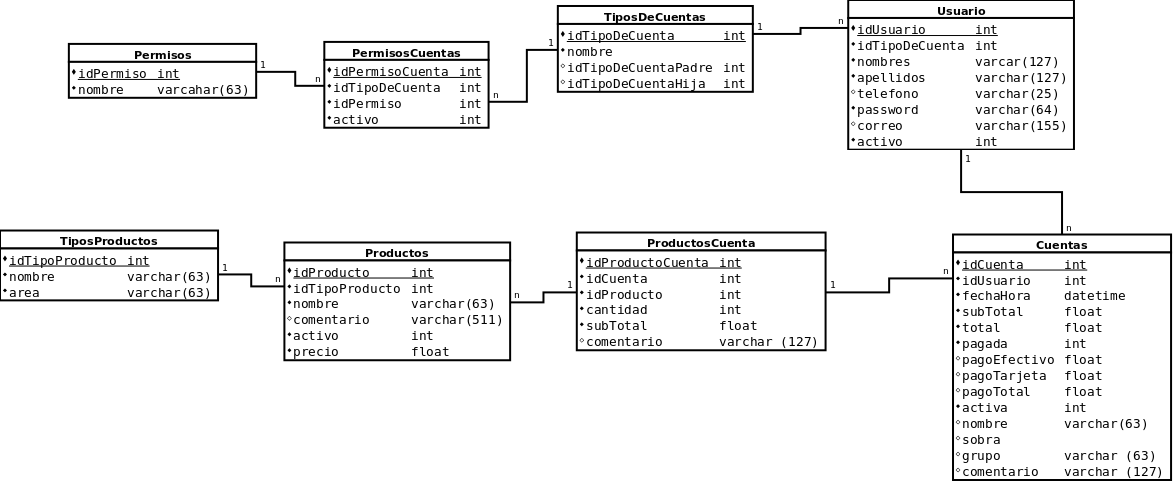 Permisos
idPermiso int
nombre varcahar(63)
1
n
PermisosCuentas
idPermisoCuenta int
idTipoDeCuenta int
idPermiso int
activo int
1
n
TiposDeCuentas
idTipoDeCuenta int
nombre
idTipoDeCuentaPadre int
idTipoDeCuentaHija int
1
n
Usuario
idUsuario int
idTipoDeCuenta int
nombres varcar(127)
apellidos varchar(127)
telefono varchar(25)
password varchar(64)
correo varchar(155)
activo int
1
n
TiposProductos
idTipoProducto int
nombre varchar(63)
area varchar(63)
1
n
Productos
idProducto int
idTipoProducto int
nombre varchar(63)
comentario varchar(511)
activo int
precio float
n
1
ProductosCuenta
idProductoCuenta int
idCuenta int
idProducto int
cantidad int
subTotal float
comentario varchar (127)
1
n
Cuentas
idCuenta int
idUsuario int
fechaHora datetime
subTotal float
total float
pagada int
pagoEfectivo float
pagoTarjeta float
pagoTotal float
activa int
nombre varchar(63)
sobra
grupo varchar (63)
comentario varchar (127)